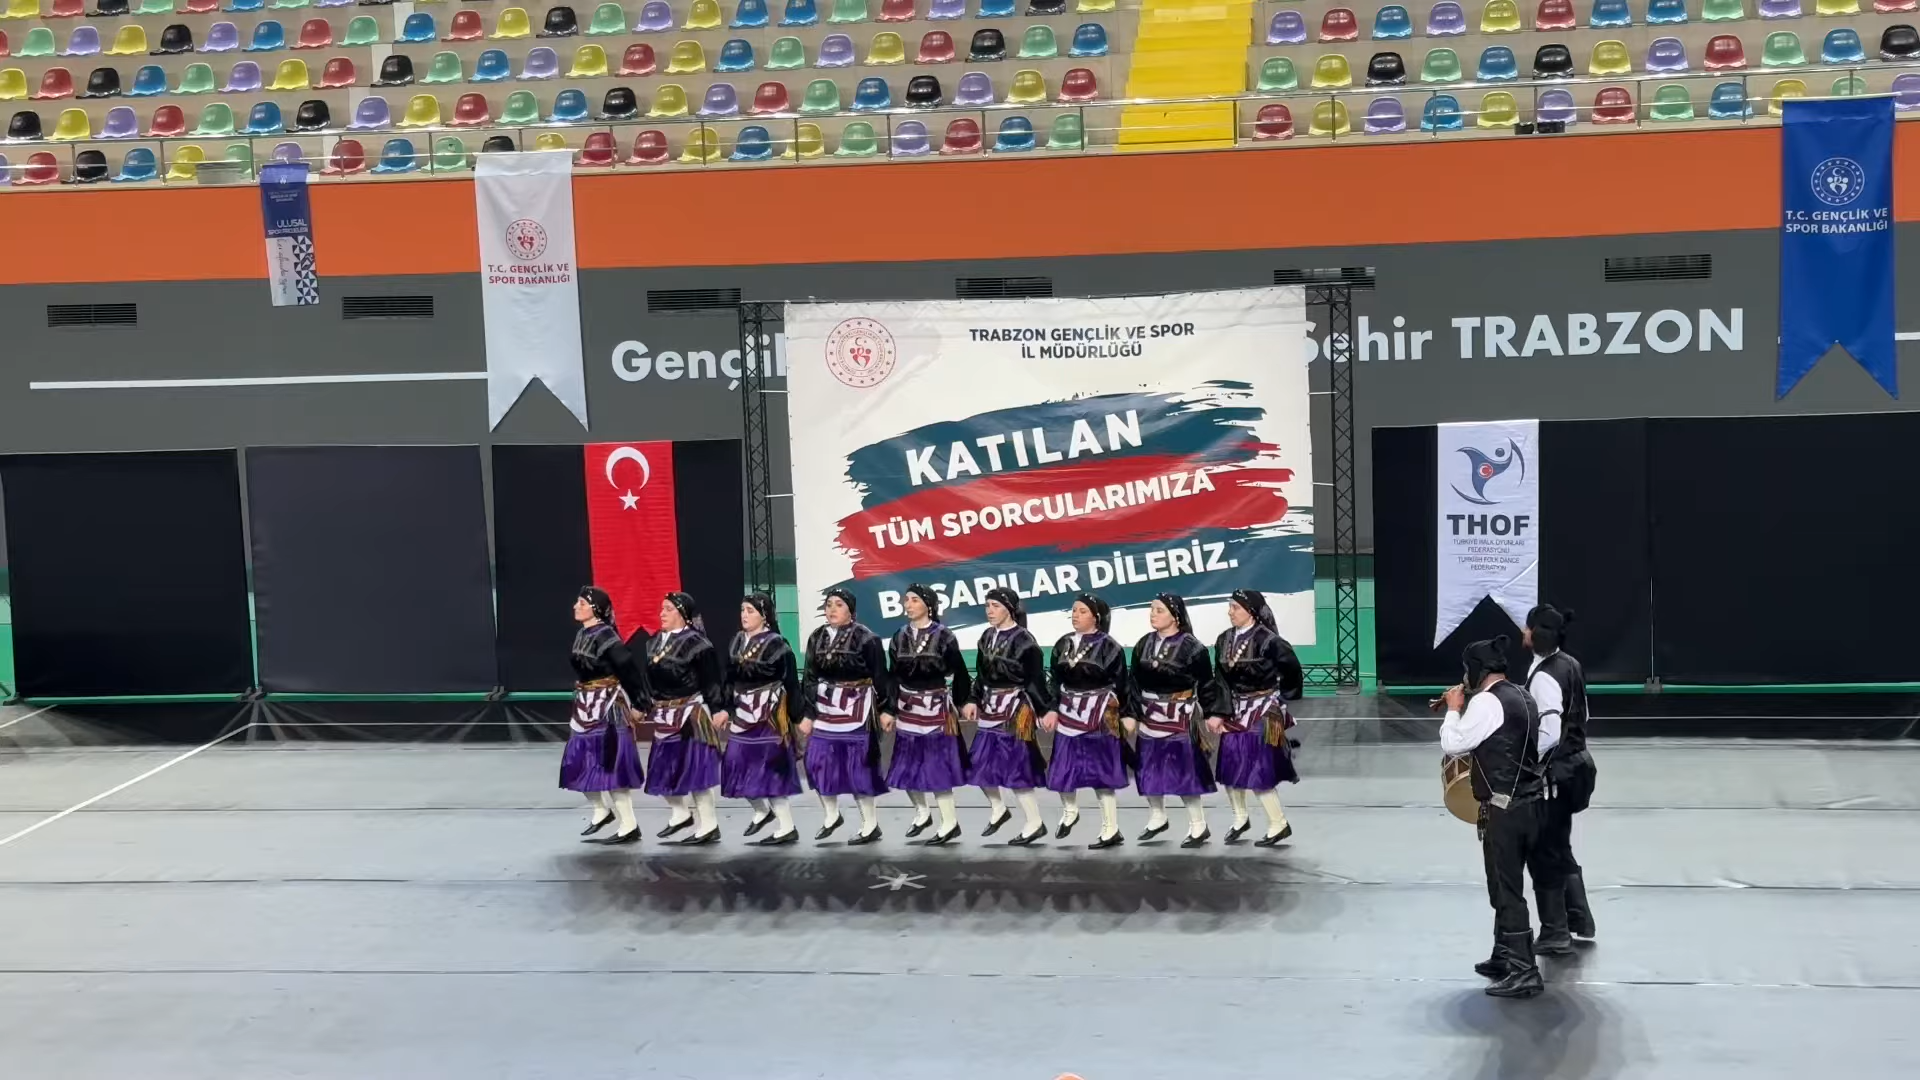 ULUSAL
T.C. GENÇLİK VE
SPOR BAKANLIĞI
T.C. GENÇLİK VE
SPOR BAKANLIĞI
Şehir TRABZON
TRABZON GENÇLİK VE SPOR
İL MÜDÜRLÜĞÜ
KATILAN
TÜM SPORCULARIMIZA
BAŞARILAR DİLERİZ.
THOF
TÜRKİYE HALK OYUNLARI
FEDERASYONU
TURKISH FOLK DANCE
FEDERATION